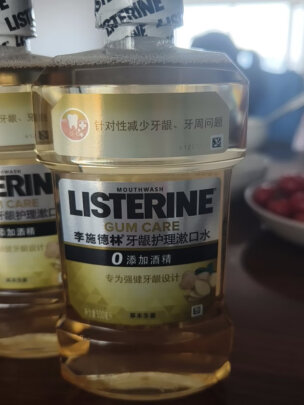 针对性减少牙龈、牙周问题
MOUTHWASH
LISTERINE
GUM CARE
李施德林 牙龈护理漱口水
0 添加酒精
专为强健牙龈设计